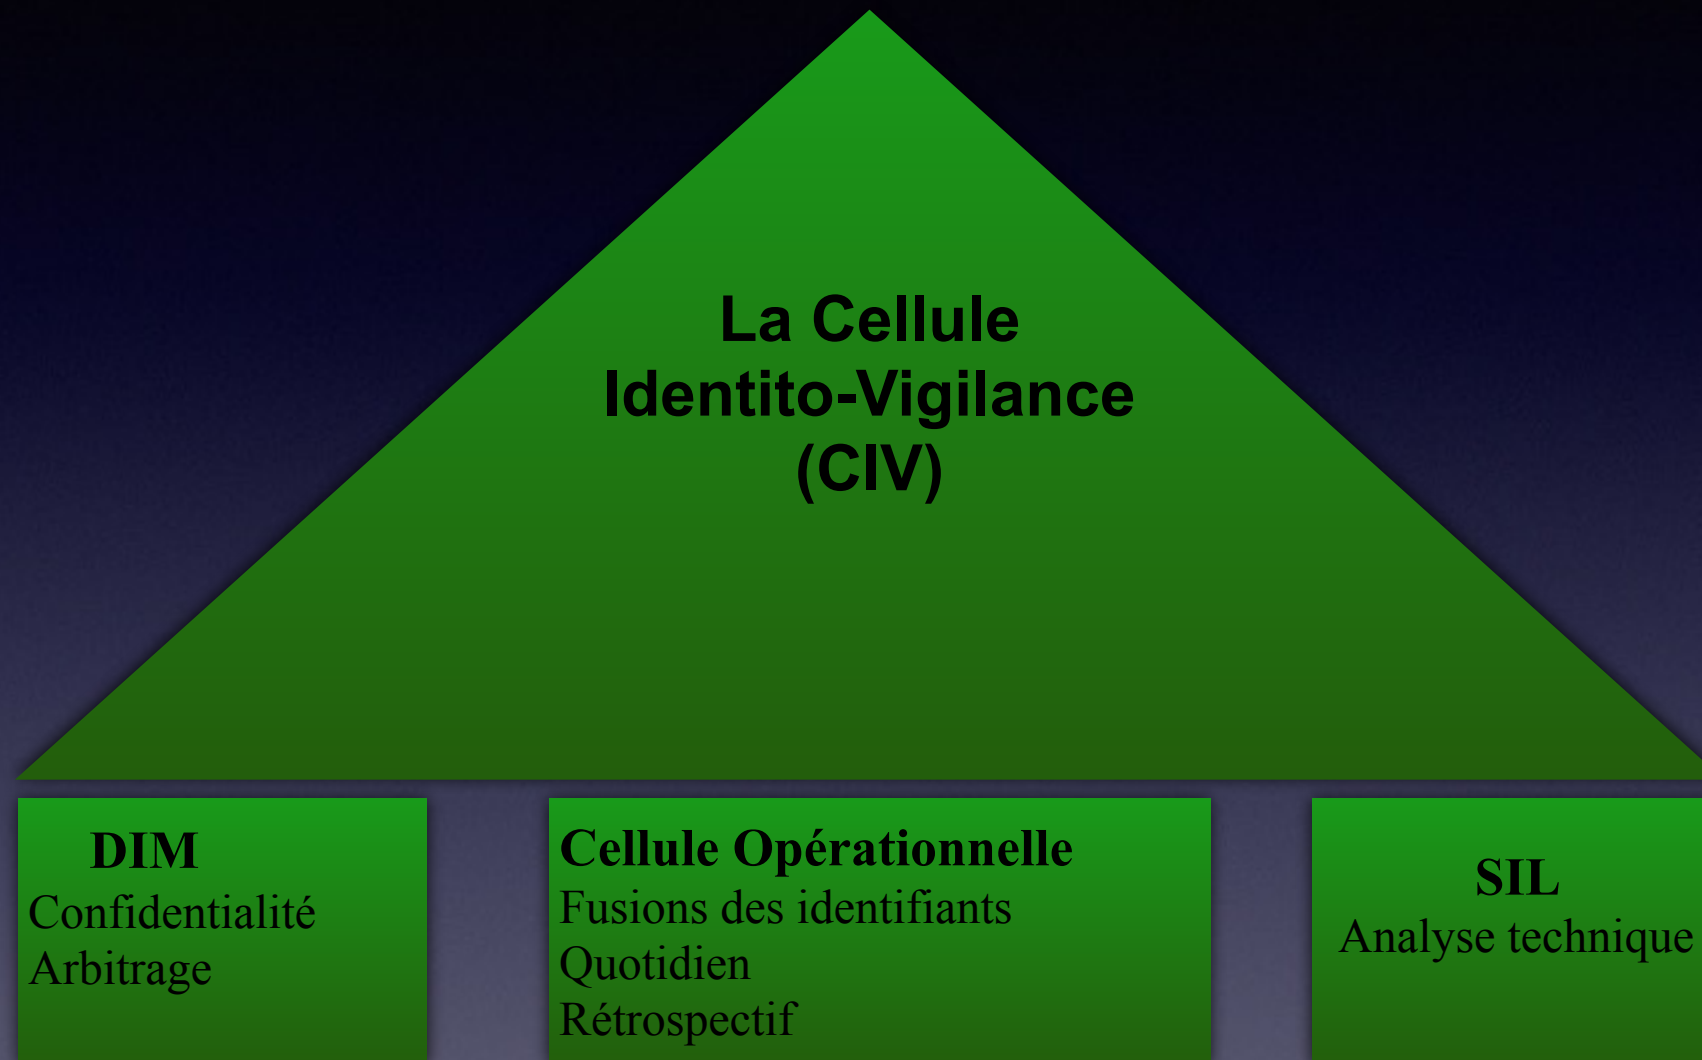 La Cellule
Identito-Vigilance
(CIV)
DIM
Confidentialité
Arbitrage
Cellule Opérationnelle
Fusions des identifiants
Quotidien
Rétrospectif
SIL
Analyse technique